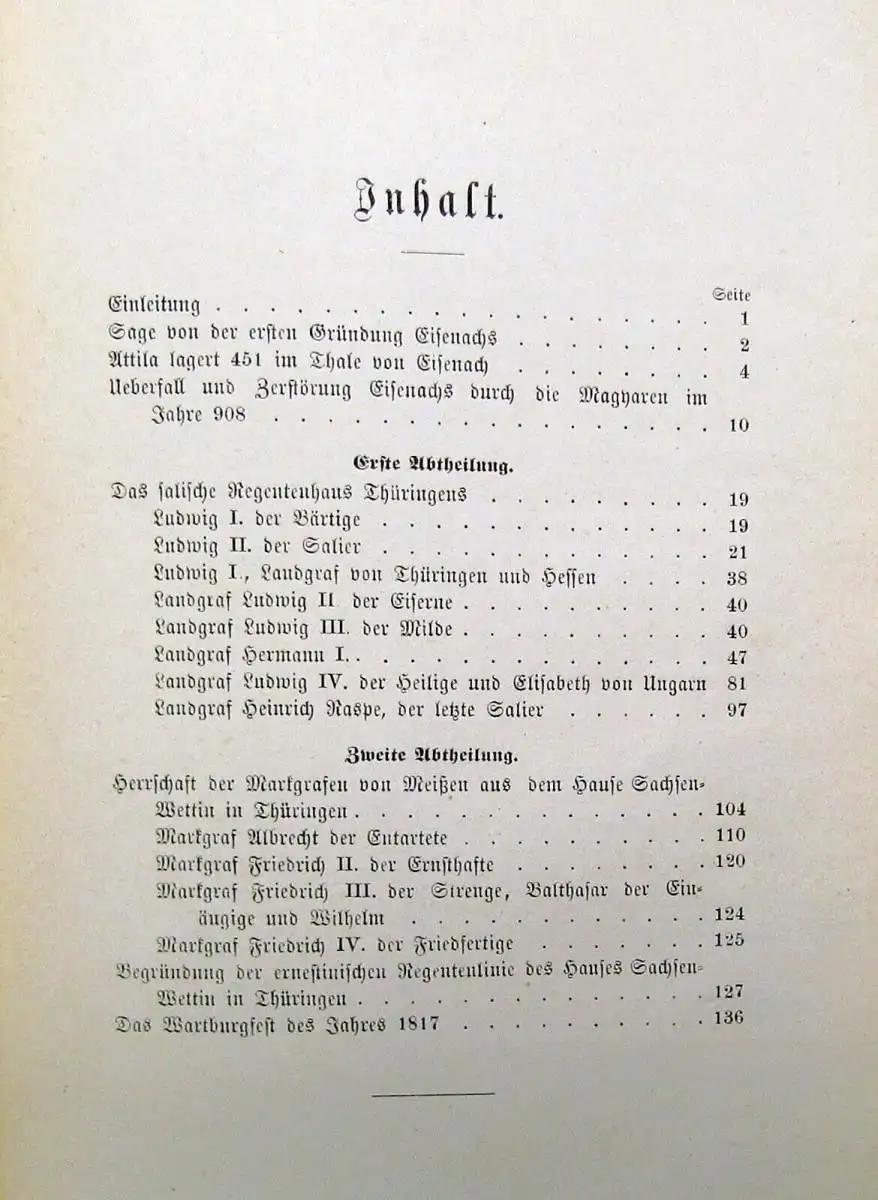 Inhalt.
Seite
Einleitung . . . . . . . . . . . . . . . . . . 1
Sage von der ersten Gründung Eisenachs . . . . . . . . 2
Attila lagert 451 im Thale von Eisenach . . . . . . . . 4
Ueberfall und Zerstörung Eisenachs durch die Magyaren im
Jahre 908 . . . . . . . . . . . . . . . . . 10
Erste Abtheilung.
Das salische Regentenhaus Thüringens . . . . . . . . . 19
Ludwig I. der Bärtige . . . . . . . . . . . . . 19
Ludwig II. der Salier . . . . . . . . . . . . . 21
Ludwig I., Landgraf von Thüringen und Hessen . . . . 38
Landgraf Ludwig II der Eiserne . . . . . . . . . . 40
Landgraf Ludwig III. der Milde . . . . . . . . . . 40
Landgraf Hermann I. . . . . . . . . . . . . . . 47
Landgraf Ludwig IV. der Heilige und Elisabeth von Ungarn 81
Landgraf Heinrich Raspe, der letzte Salier . . . . . . 97
Zweite Abtheilung.
Herrschaft der Markgrafen von Meißen aus dem Hause Sachsen-
Wettin in Thüringen . . . . . . . . . . . . . . 104
Markgraf Albrecht der Entartete . . . . . . . . . . 110
Markgraf Friedrich II. der Ernsthafte . . . . . . . . 120
Markgraf Friedrich III. der Strenge, Balthasar der Ein-
äugige und Wilhelm . . . . . . . . . . . . 124
Markgraf Friedrich IV. der Friedfertige . . . . . . . 125
Begründung der ernestinischen Regentenlinie des Hauses Sachsen-
Wettin in Thüringen . . . . . . . . . . . . . . 127
Das Wartburgfest des Jahres 1817 . . . . . . . . . . 136